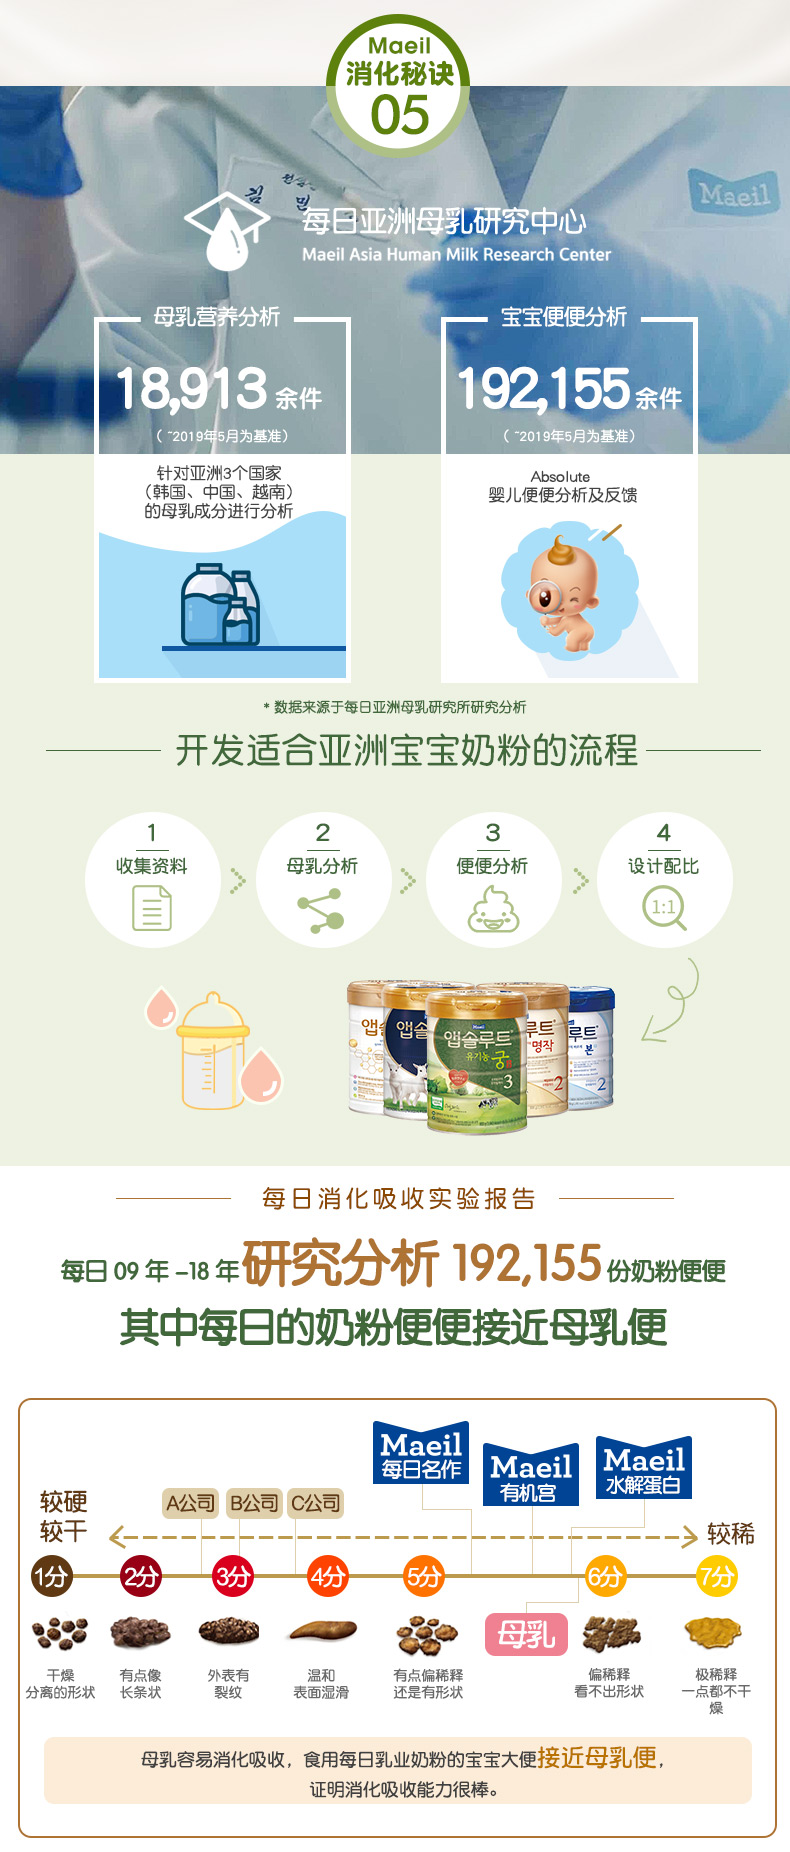 Maeil
消化秘诀
05
Maeil
김 민
每日亚洲母乳研究中心
Maeil Asia Human Milk Research Center
母乳营养分析
18,913 余件
（ ~2019年5月为基准）
针对亚洲3个国家
（韩国、中国、越南）
的母乳成分进行分析
宝宝便便分析
192,155 余件
（ ~2019年5月为基准）
Absolute
婴儿便便分析及反馈
* 数据来源于每日亚洲母乳研究所研究分析
开发适合亚洲宝宝奶粉的流程
1
收集资料
2
母乳分析
3
便便分析
4
设计配比
1:1
Maeil
앱솔루트
유기농 궁
3
명작
2
본
2
每日消化吸收实验报告
每日 09 年 -18 年 研究分析 192,155 份奶粉便便
其中每日的奶粉便便接近母乳便
Maeil
每日名作
Maeil
有机宫
Maeil
水解蛋白
较硬
较干
A公司 B公司 C公司
较稀
1分 2分 3分 4分 5分 6分 7分
母乳
干燥
分离的形状
有点像
长条状
外表有
裂纹
温和
表面湿滑
有点偏稀释
还是有形状
偏稀释
看不出形状
极稀释
一点都不干
燥
母乳容易消化吸收，食用每日乳业奶粉的宝宝大便接近母乳便，
证明消化吸收能力很棒。